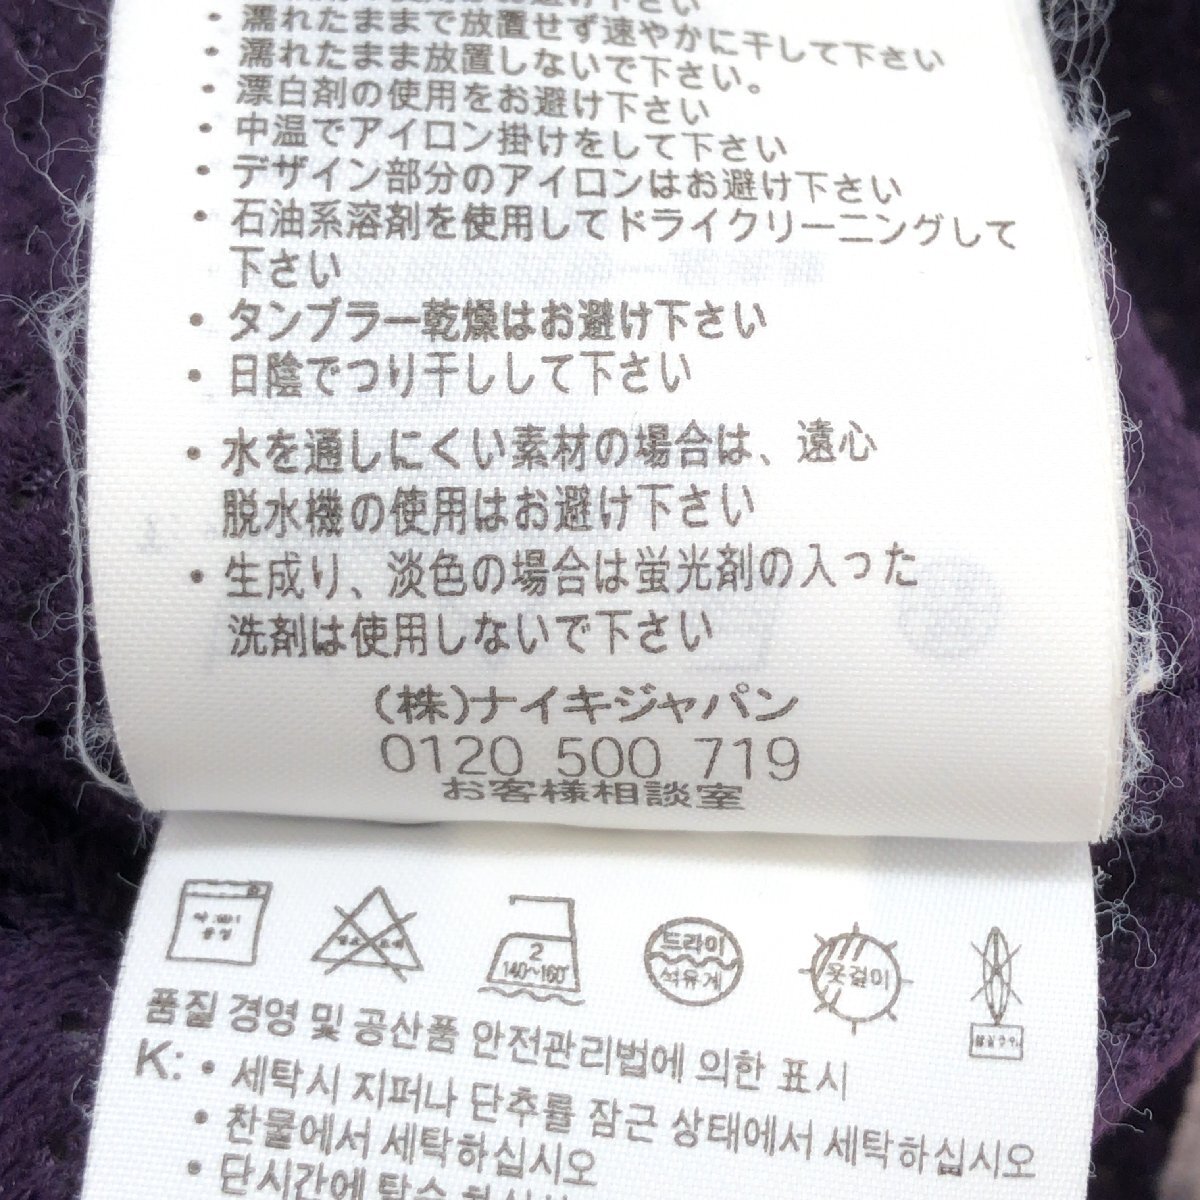 の使用はお避け下さい
・濡れたままで放置せず速やかに干して下さい
・濡れたまま放置しないで下さい。
・漂白剤の使用をお避け下さい
・中温でアイロン掛けをして下さい
・デザイン部分のアイロンはお避け下さい
・石油系溶剤を使用してドライクリーニングして
下さい
・タンブラー乾燥はお避け下さい
・日陰でつり干しして下さい
・水を通しにくい素材の場合は、遠心
脱水機の使用はお避け下さい
・生成り、淡色の場合は蛍光剤の入った
洗剤は使用しないで下さい
(株)ナイキジャパン
0120 500 719
お客様相談室
2
140~160°
드라이
석유계
옷걸이
품질 경영 및 공산품 안전관리법에 의한 표시
K: • 세탁시 지퍼나 단추를 잠근 상태에서 세탁하십시오
• 찬물에서 세탁하십시오
• 단시간에 탈수